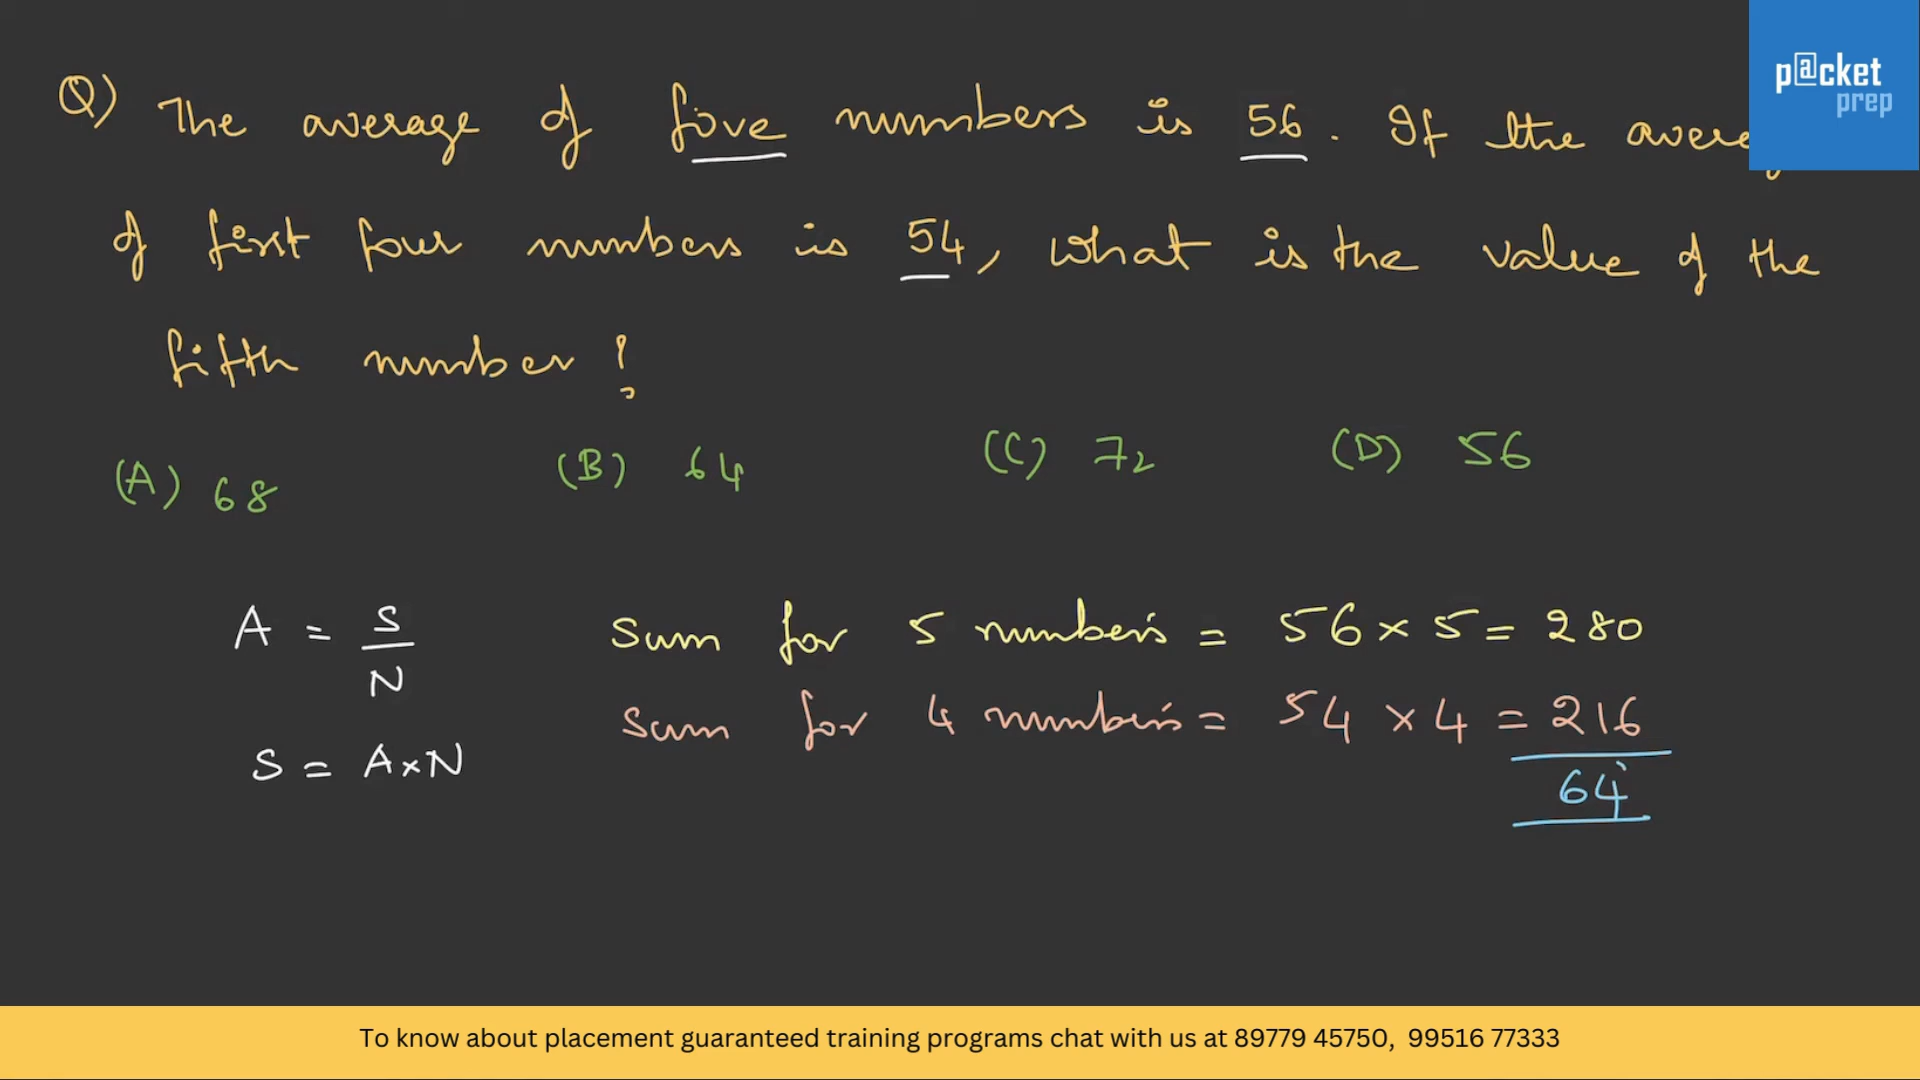 p@cket
prep
Q) The average of five numbers is 56. If the
of first four numbers is 54, what is the value of the
fifth number?
(A) 68 (B) 64 (C) 72 (D) 56
A = S/N
S = A×N
Sum for 5 numbers = 56 × 5 = 280
Sum for 4 numbers = 54 × 4 = 216
64
To know about placement guaranteed training programs chat with us at 89779 45750, 99516 77333